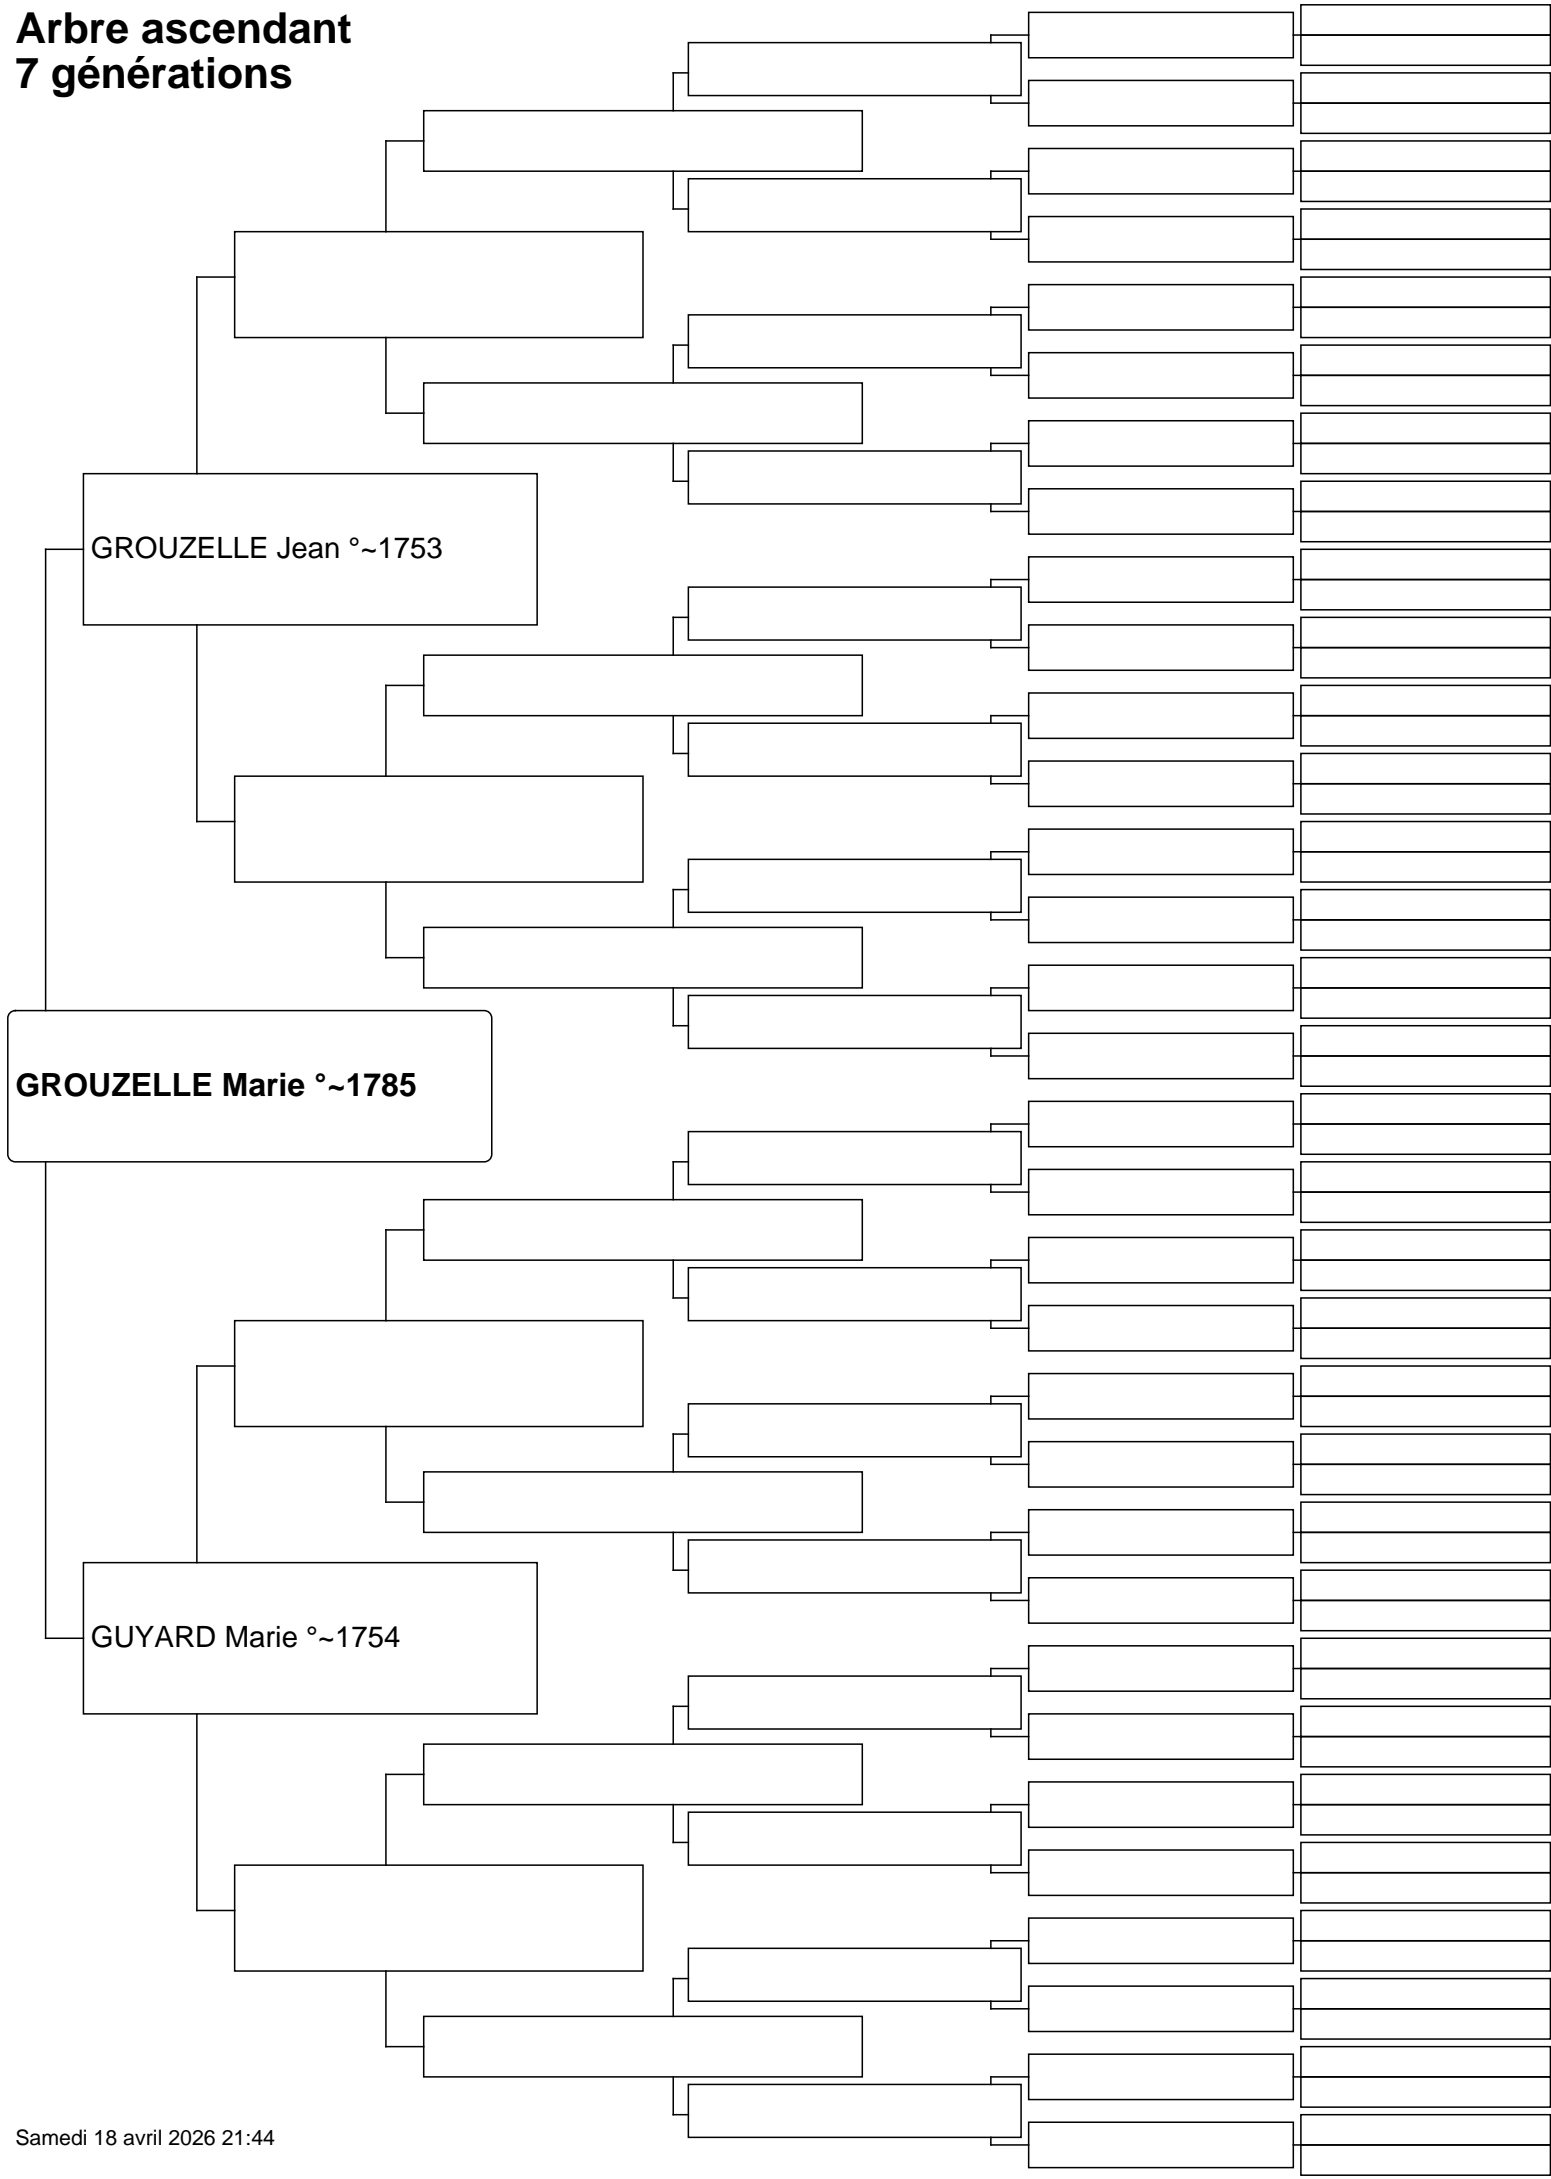 Arbre ascendant
7 générations
GROUZELLE Jean °~1753
GROUZELLE Marie °~1785
GUYARD Marie °~1754
Samedi 18 avril 2026 21:44